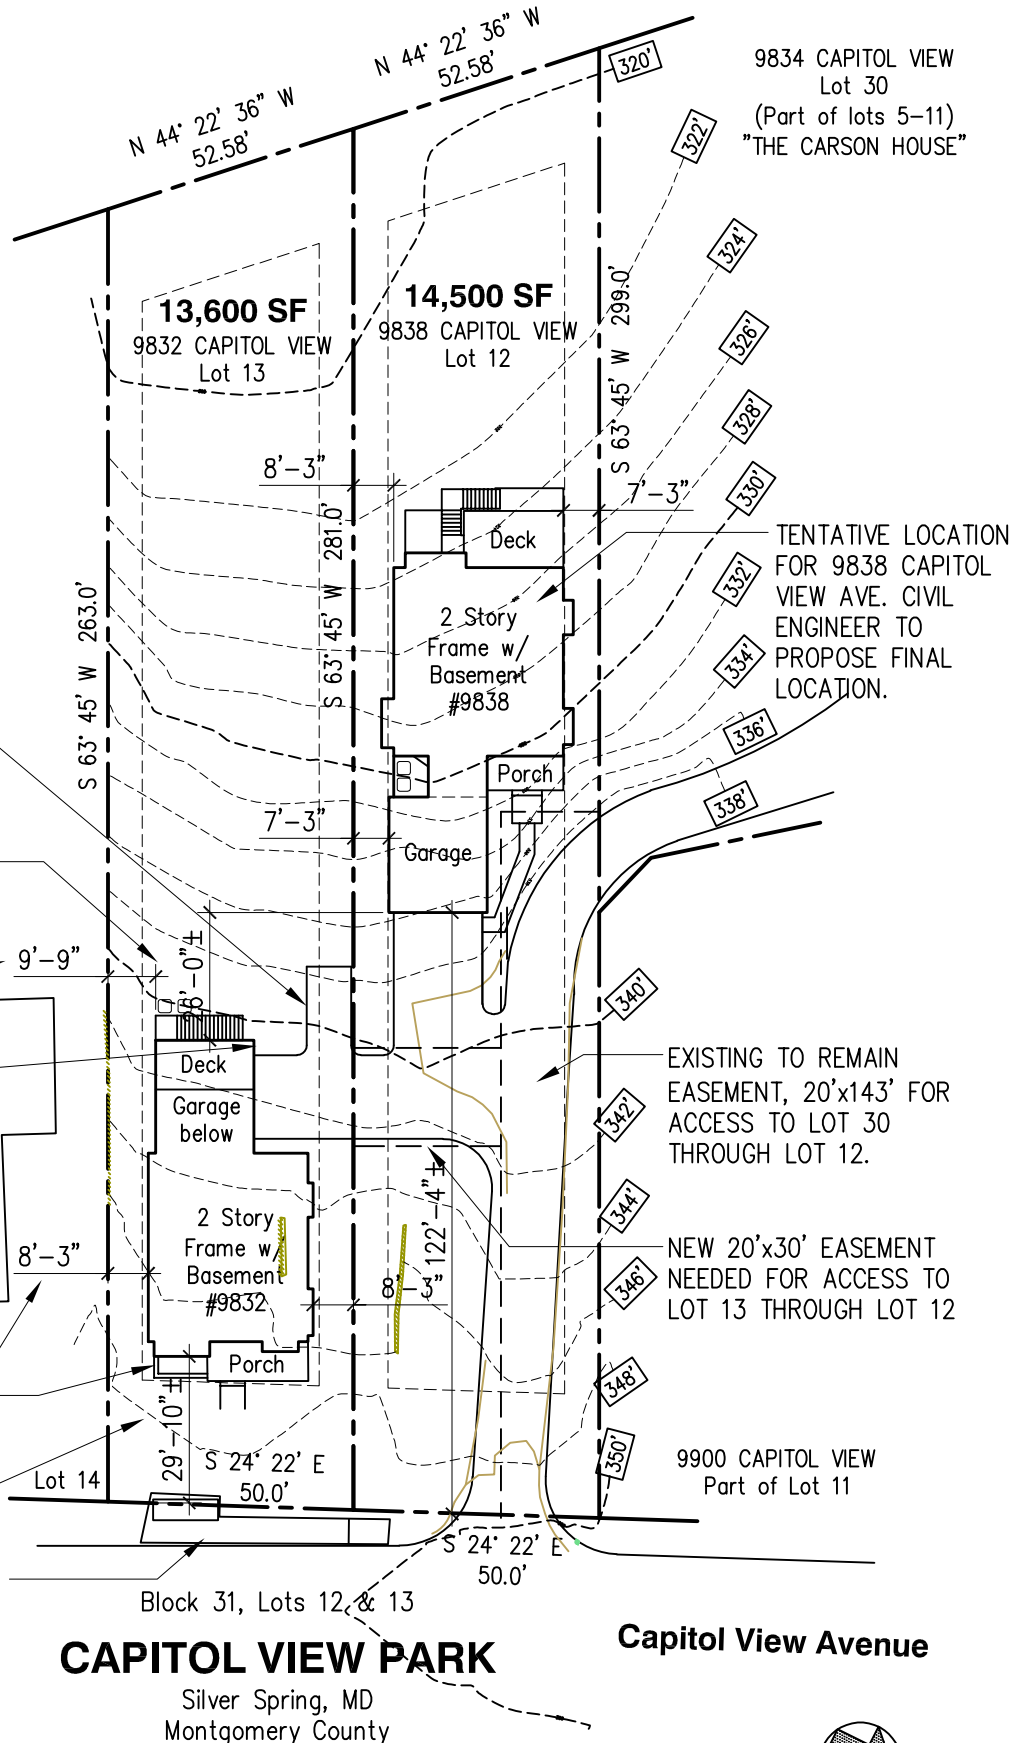 N 44° 22' 36" W
52.58'
N 44° 22' 36" W
52.58'
320'
9834 CAPITOL VIEW
Lot 30
(Part of lots 5-11)
"THE CARSON HOUSE"
322'
324'
13,600 SF
9832 CAPITOL VIEW
Lot 13
14,500 SF
9838 CAPITOL VIEW
Lot 12
S 63° 45' W 299.0'
326'
328'
8'-3"
7'-3"
330'
S 63° 45' W 281.0'
Deck
TENTATIVE LOCATION
FOR 9838 CAPITOL
VIEW AVE. CIVIL
ENGINEER TO
PROPOSE FINAL
LOCATION.
332'
S 63° 45' W 263.0'
2 Story
Frame w/
Basement
#9838
334'
336'
Porch
338'
7'-3"
Garage
9'-9"
26'-0"±
340'
Deck
Garage
below
EXISTING TO REMAIN
EASEMENT, 20'x143' FOR
ACCESS TO LOT 30
THROUGH LOT 12.
342'
122'-4"±
344'
2 Story
Frame w/
Basement
#9832
8'-3"
8'-3"
NEW 20'x30' EASEMENT
NEEDED FOR ACCESS TO
LOT 13 THROUGH LOT 12
346'
Porch
348'
29'-10"±
350'
9900 CAPITOL VIEW
Part of Lot 11
Lot 14
S 24° 22' E
50.0'
S 24° 22' E
50.0'
Block 31, Lots 12 & 13
CAPITOL VIEW PARK
Capitol View Avenue
Silver Spring, MD
Montgomery County